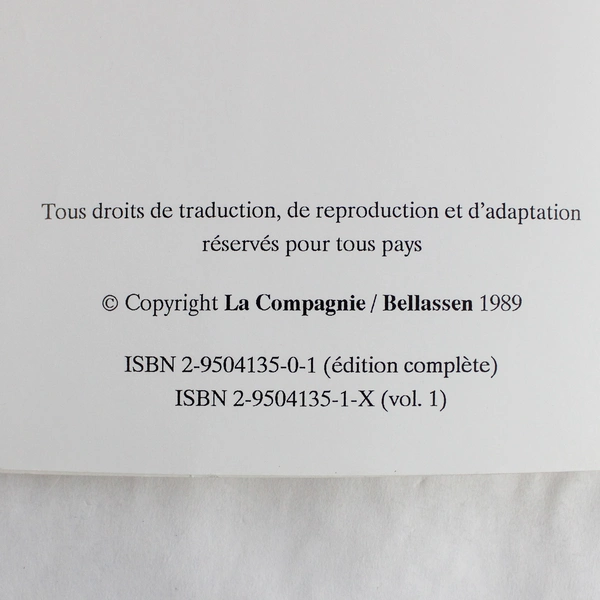 Tous droits de traduction, de reproduction et d'adaptation
réservés pour tous pays
© Copyright La Compagnie / Bellassen 1989
ISBN 2-9504135-0-1 (édition complète)
ISBN 2-9504135-1-X (vol. 1)